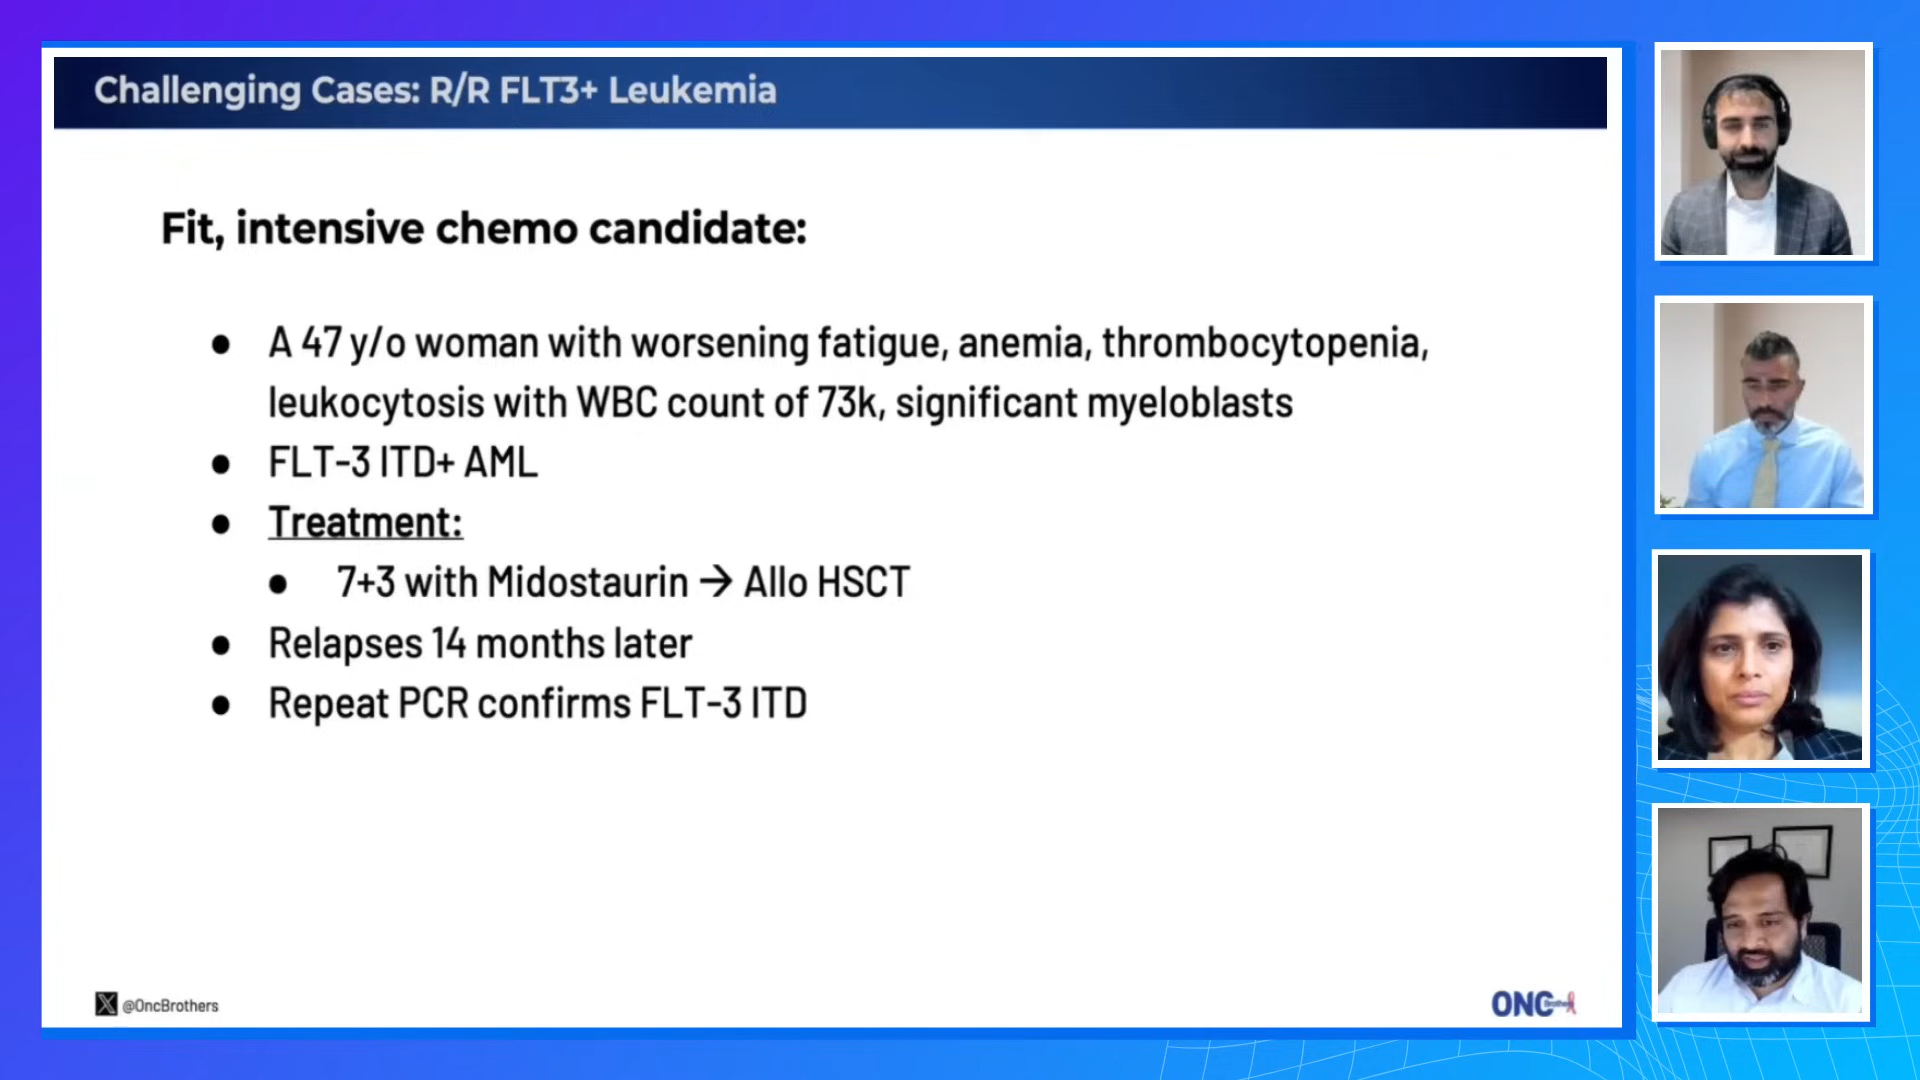 Challenging Cases: R/R FLT3+ Leukemia
Fit, intensive chemo candidate:
● A 47 y/o woman with worsening fatigue, anemia, thrombocytopenia,
leukocytosis with WBC count of 73k, significant myeloblasts
● FLT-3 ITD+ AML
● Treatment:
● 7+3 with Midostaurin → Allo HSCT
● Relapses 14 months later
● Repeat PCR confirms FLT-3 ITD
X @OncBrothers
ONC Brothers